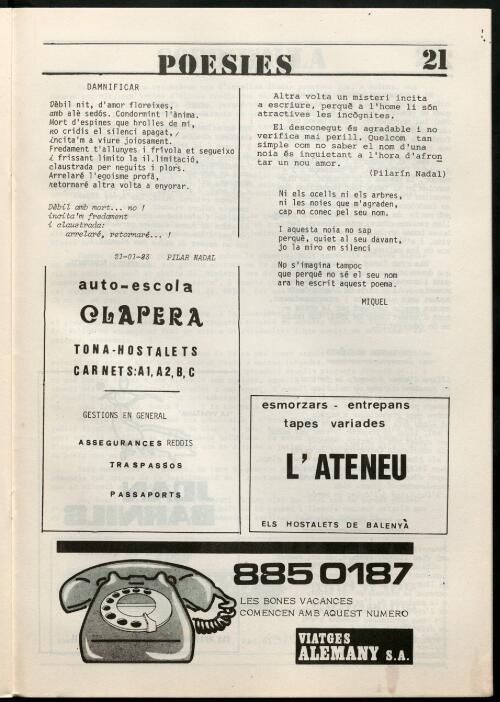 POESIES
21
DAMNIFICAR
Dèbil nit, d'amor floreixes,
amb alè sedós. Condormint l'ànima.
Mort d'espines que brolles de mi,
no cridis el silenci apagat,
incita'm a viure joiosament.
Fredament t'allunyes i frívola et segueixo
i frissant limito la il.limitació,
claustrada per neguits i plors.
Arrelaré l'egoisme profà,
retornaré altra volta a enyorar.
Dèbil amb mort... no !
incita'm fredament
i claustrada:
arrelaré, retornaré... !
21-01-83 PILAR NADAL
Altra volta un misteri incita
a escriure, perquè a l'home li són
atractives les incògnites.
El desconegut és agradable i no
verifica mai perill. Quelcom tan
simple com no saber el nom d'una
noia és inquietant a l'hora d'afron
tar un nou amor.
(Pilarín Nadal)
Ni els ocells ni els arbres,
ni les noies que m'agraden,
cap no conec pel seu nom.
I aquesta noia no sap
perquè, quiet al seu davant,
jo la miro en silenci
No s'imagina tampoc
que perquè no sé el seu nom
ara he escrit aquest poema.
MIQUEL
auto-escola
CLAPERA
TONA-HOSTALETS
CARNETS:A1, A2, B, C
GESTIONS EN GENERAL
ASSEGURANCES REDDIS
TRASPASSOS
PASSAPORTS
esmorzars - entrepans
tapes variades
L'ATENEU
ELS HOSTALETS DE BALENYÀ
885 0187
LES BONES VACANCES
COMENCEN AMB AQUEST NUMERO
VIATGES
ALEMANY S.A.